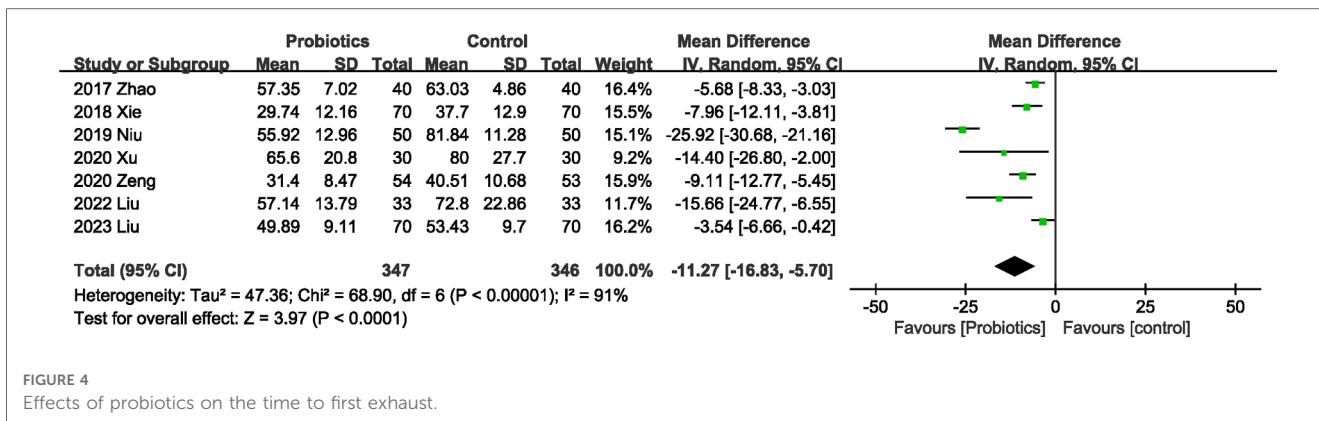 Probiotics Control Mean Difference Mean Difference
Study or Subgroup Mean SD Total Mean SD Total Weight IV, Random, 95% CI IV, Random, 95% CI
2017 Zhao 57.35 7.02 40 63.03 4.86 40 16.4% -5.68 [-8.33, -3.03]
2018 Xie 29.74 12.16 70 37.7 12.9 70 15.5% -7.96 [-12.11, -3.81]
2019 Niu 55.92 12.96 50 81.84 11.28 50 15.1% -25.92 [-30.68, -21.16]
2020 Xu 65.6 20.8 30 80 27.7 30 9.2% -14.40 [-26.80, -2.00]
2020 Zeng 31.4 8.47 54 40.51 10.68 53 15.9% -9.11 [-12.77, -5.45]
2022 Liu 57.14 13.79 33 72.8 22.86 33 11.7% -15.66 [-24.77, -6.55]
2023 Liu 49.89 9.11 70 53.43 9.7 70 16.2% -3.54 [-6.66, -0.42]
Total (95% CI) 347 346 100.0% -11.27 [-16.83, -5.70]
Heterogeneity: Tau² = 47.36; Chi² = 68.90, df = 6 (P < 0.00001); I² = 91%
Test for overall effect: Z = 3.97 (P < 0.0001)
-50 -25 0 25 50
Favours [Probiotics] Favours [control]
FIGURE 4
Effects of probiotics on the time to first exhaust.